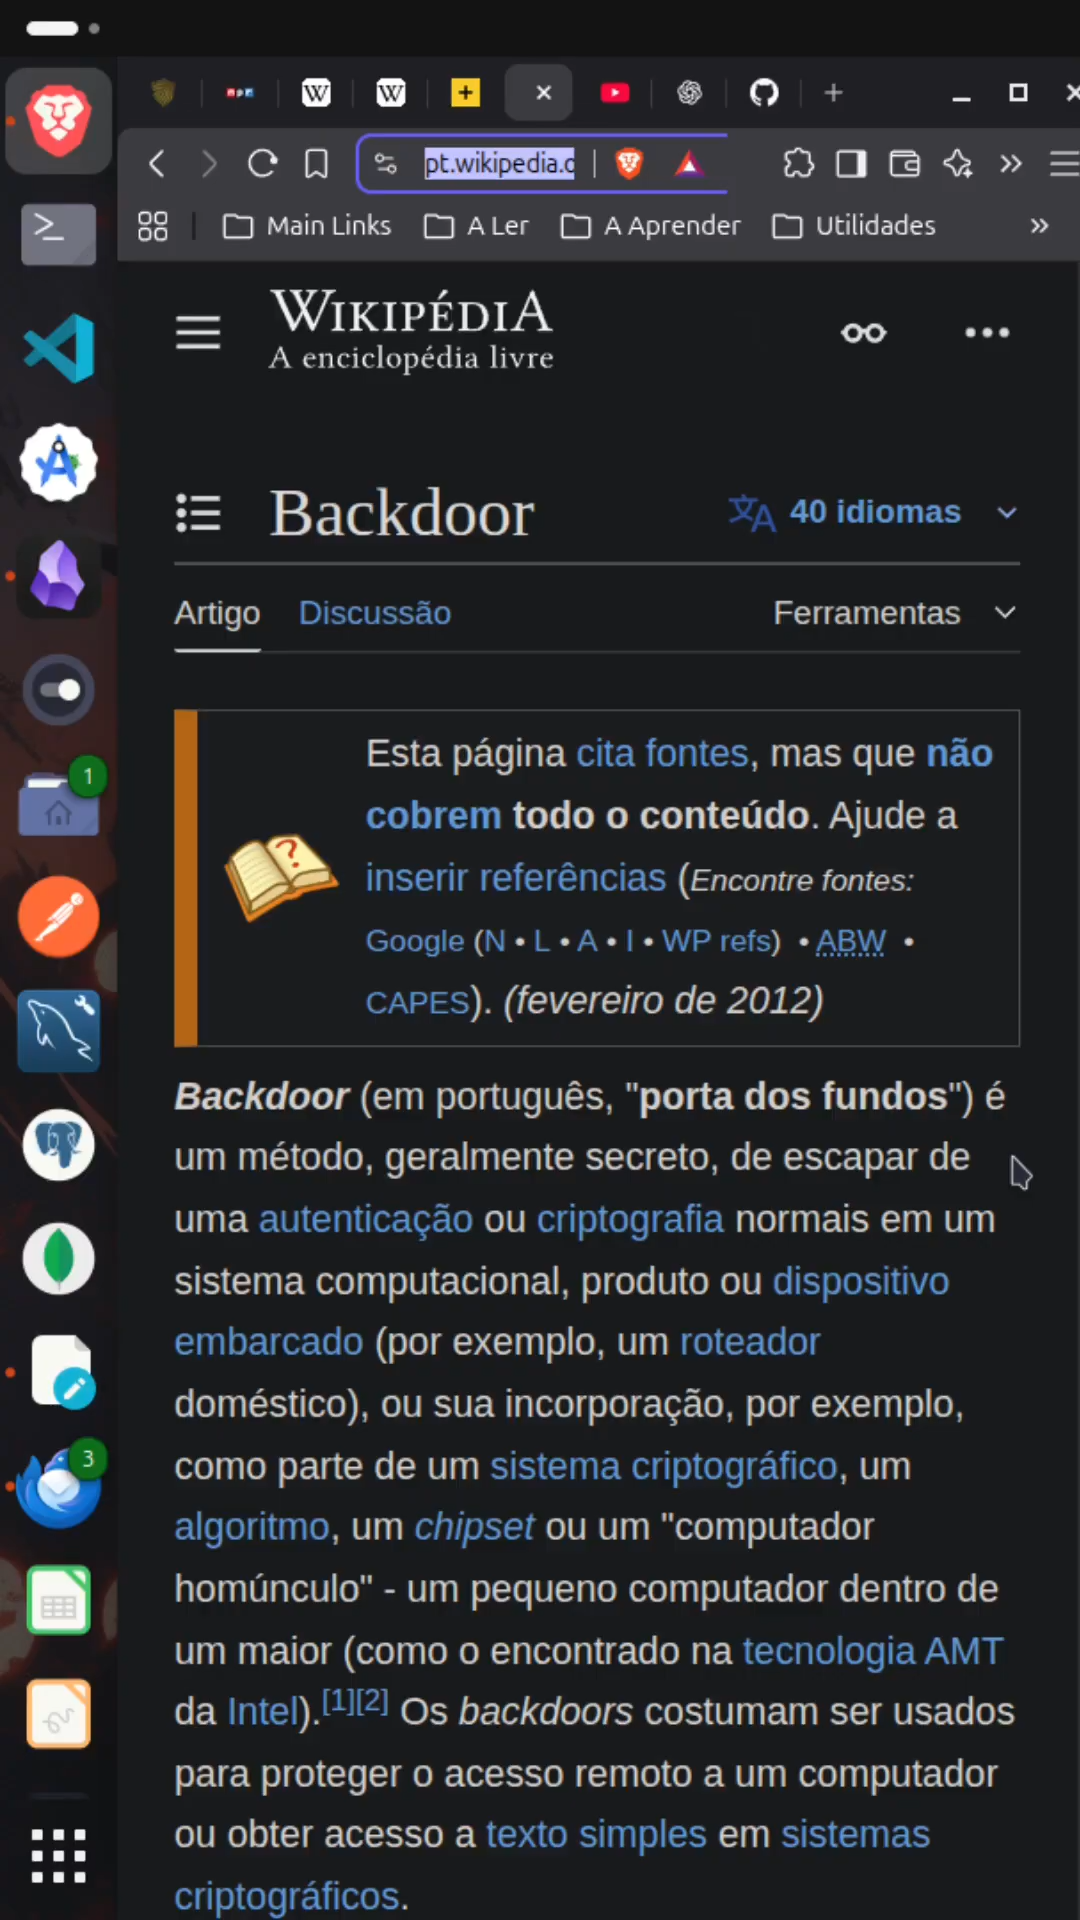 pt.wikipedia.o
Main Links
A Ler
A Aprender
Utilidades
WIKIPÉDIA
A enciclopédia livre
Backdoor
40 idiomas
Artigo
Discussão
Ferramentas
1
Esta página cita fontes, mas que não
cobrem todo o conteúdo. Ajude a
inserir referências (Encontre fontes:
Google (N • L • A • I • WP refs) • ABW •
CAPES). (fevereiro de 2012)
Backdoor (em português, "porta dos fundos") é
um método, geralmente secreto, de escapar de
uma autenticação ou criptografia normais em um
sistema computacional, produto ou dispositivo
embarcado (por exemplo, um roteador
doméstico), ou sua incorporação, por exemplo,
como parte de um sistema criptográfico, um
3
algoritmo, um chipset ou um "computador
homúnculo" - um pequeno computador dentro de
um maior (como o encontrado na tecnologia AMT
da Intel).[1][2] Os backdoors costumam ser usados
para proteger o acesso remoto a um computador
ou obter acesso a texto simples em sistemas
criptográficos.